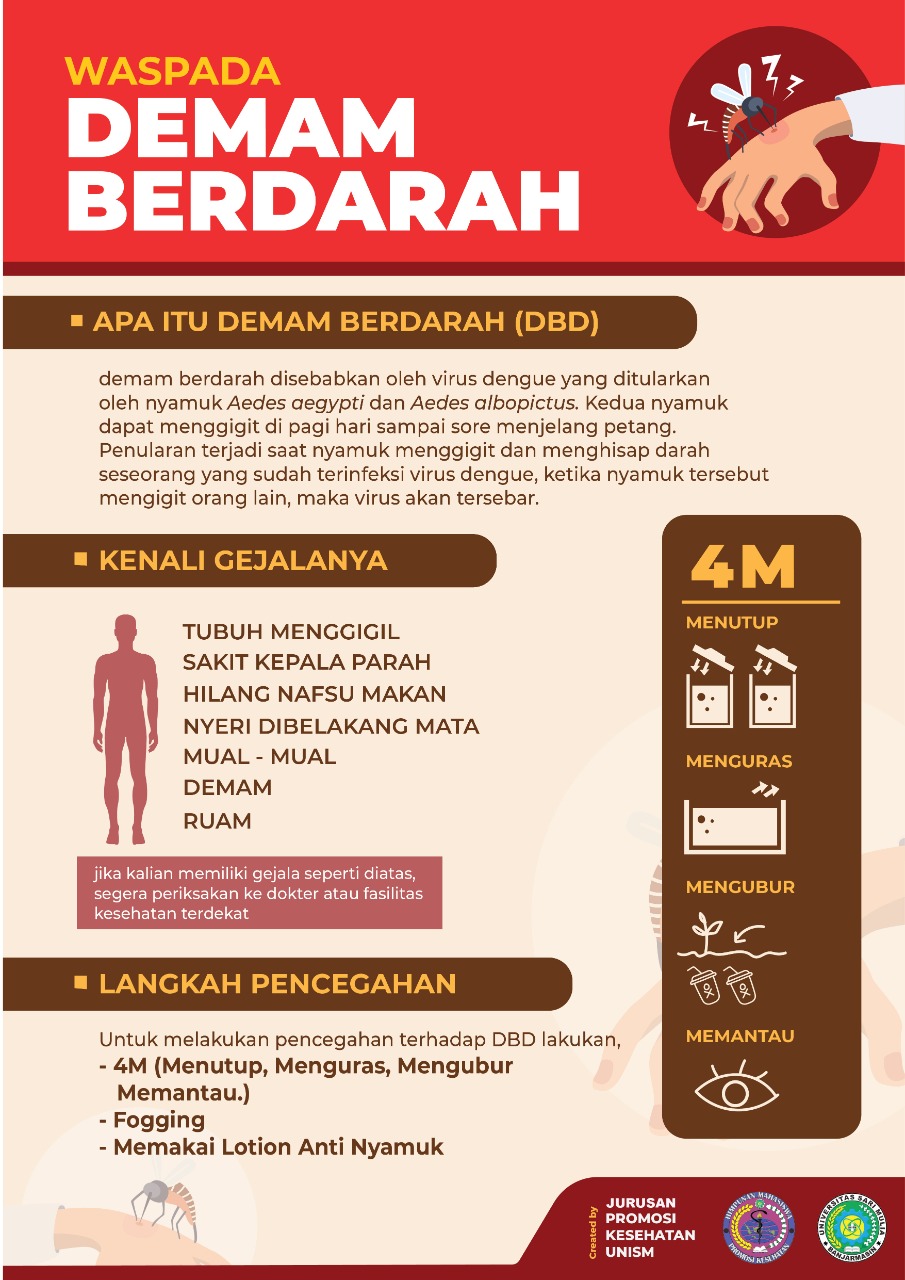 WASPADA
DEMAM
BERDARAH
APA ITU DEMAM BERDARAH (DBD)
demam berdarah disebabkan oleh virus dengue yang ditularkan
oleh nyamuk Aedes aegypti dan Aedes albopictus. Kedua nyamuk
dapat menggigit di pagi hari sampai sore menjelang petang.
Penularan terjadi saat nyamuk menggigit dan menghisap darah
seseorang yang sudah terinfeksi virus dengue, ketika nyamuk tersebut
mengigit orang lain, maka virus akan tersebar.
KENALI GEJALANYA
TUBUH MENGGIGIL
SAKIT KEPALA PARAH
HILANG NAFSU MAKAN
NYERI DIBELAKANG MATA
MUAL - MUAL
DEMAM
RUAM
jika kalian memiliki gejala seperti diatas,
segera periksakan ke dokter atau fasilitas
kesehatan terdekat
4M
MENUTUP
MENGURAS
MENGUBUR
MEMANTAU
LANGKAH PENCEGAHAN
Untuk melakukan pencegahan terhadap DBD lakukan,
- 4M (Menutup, Menguras, Mengubur
Memantau.)
- Fogging
- Memakai Lotion Anti Nyamuk
Created by
JURUSAN
PROMOSI
KESEHATAN
UNISM
HIMPUNAN MAHASISWA
PROMOSI KESEHATAN
UNIVERSITAS SARI MULIA
BANJARMASIN